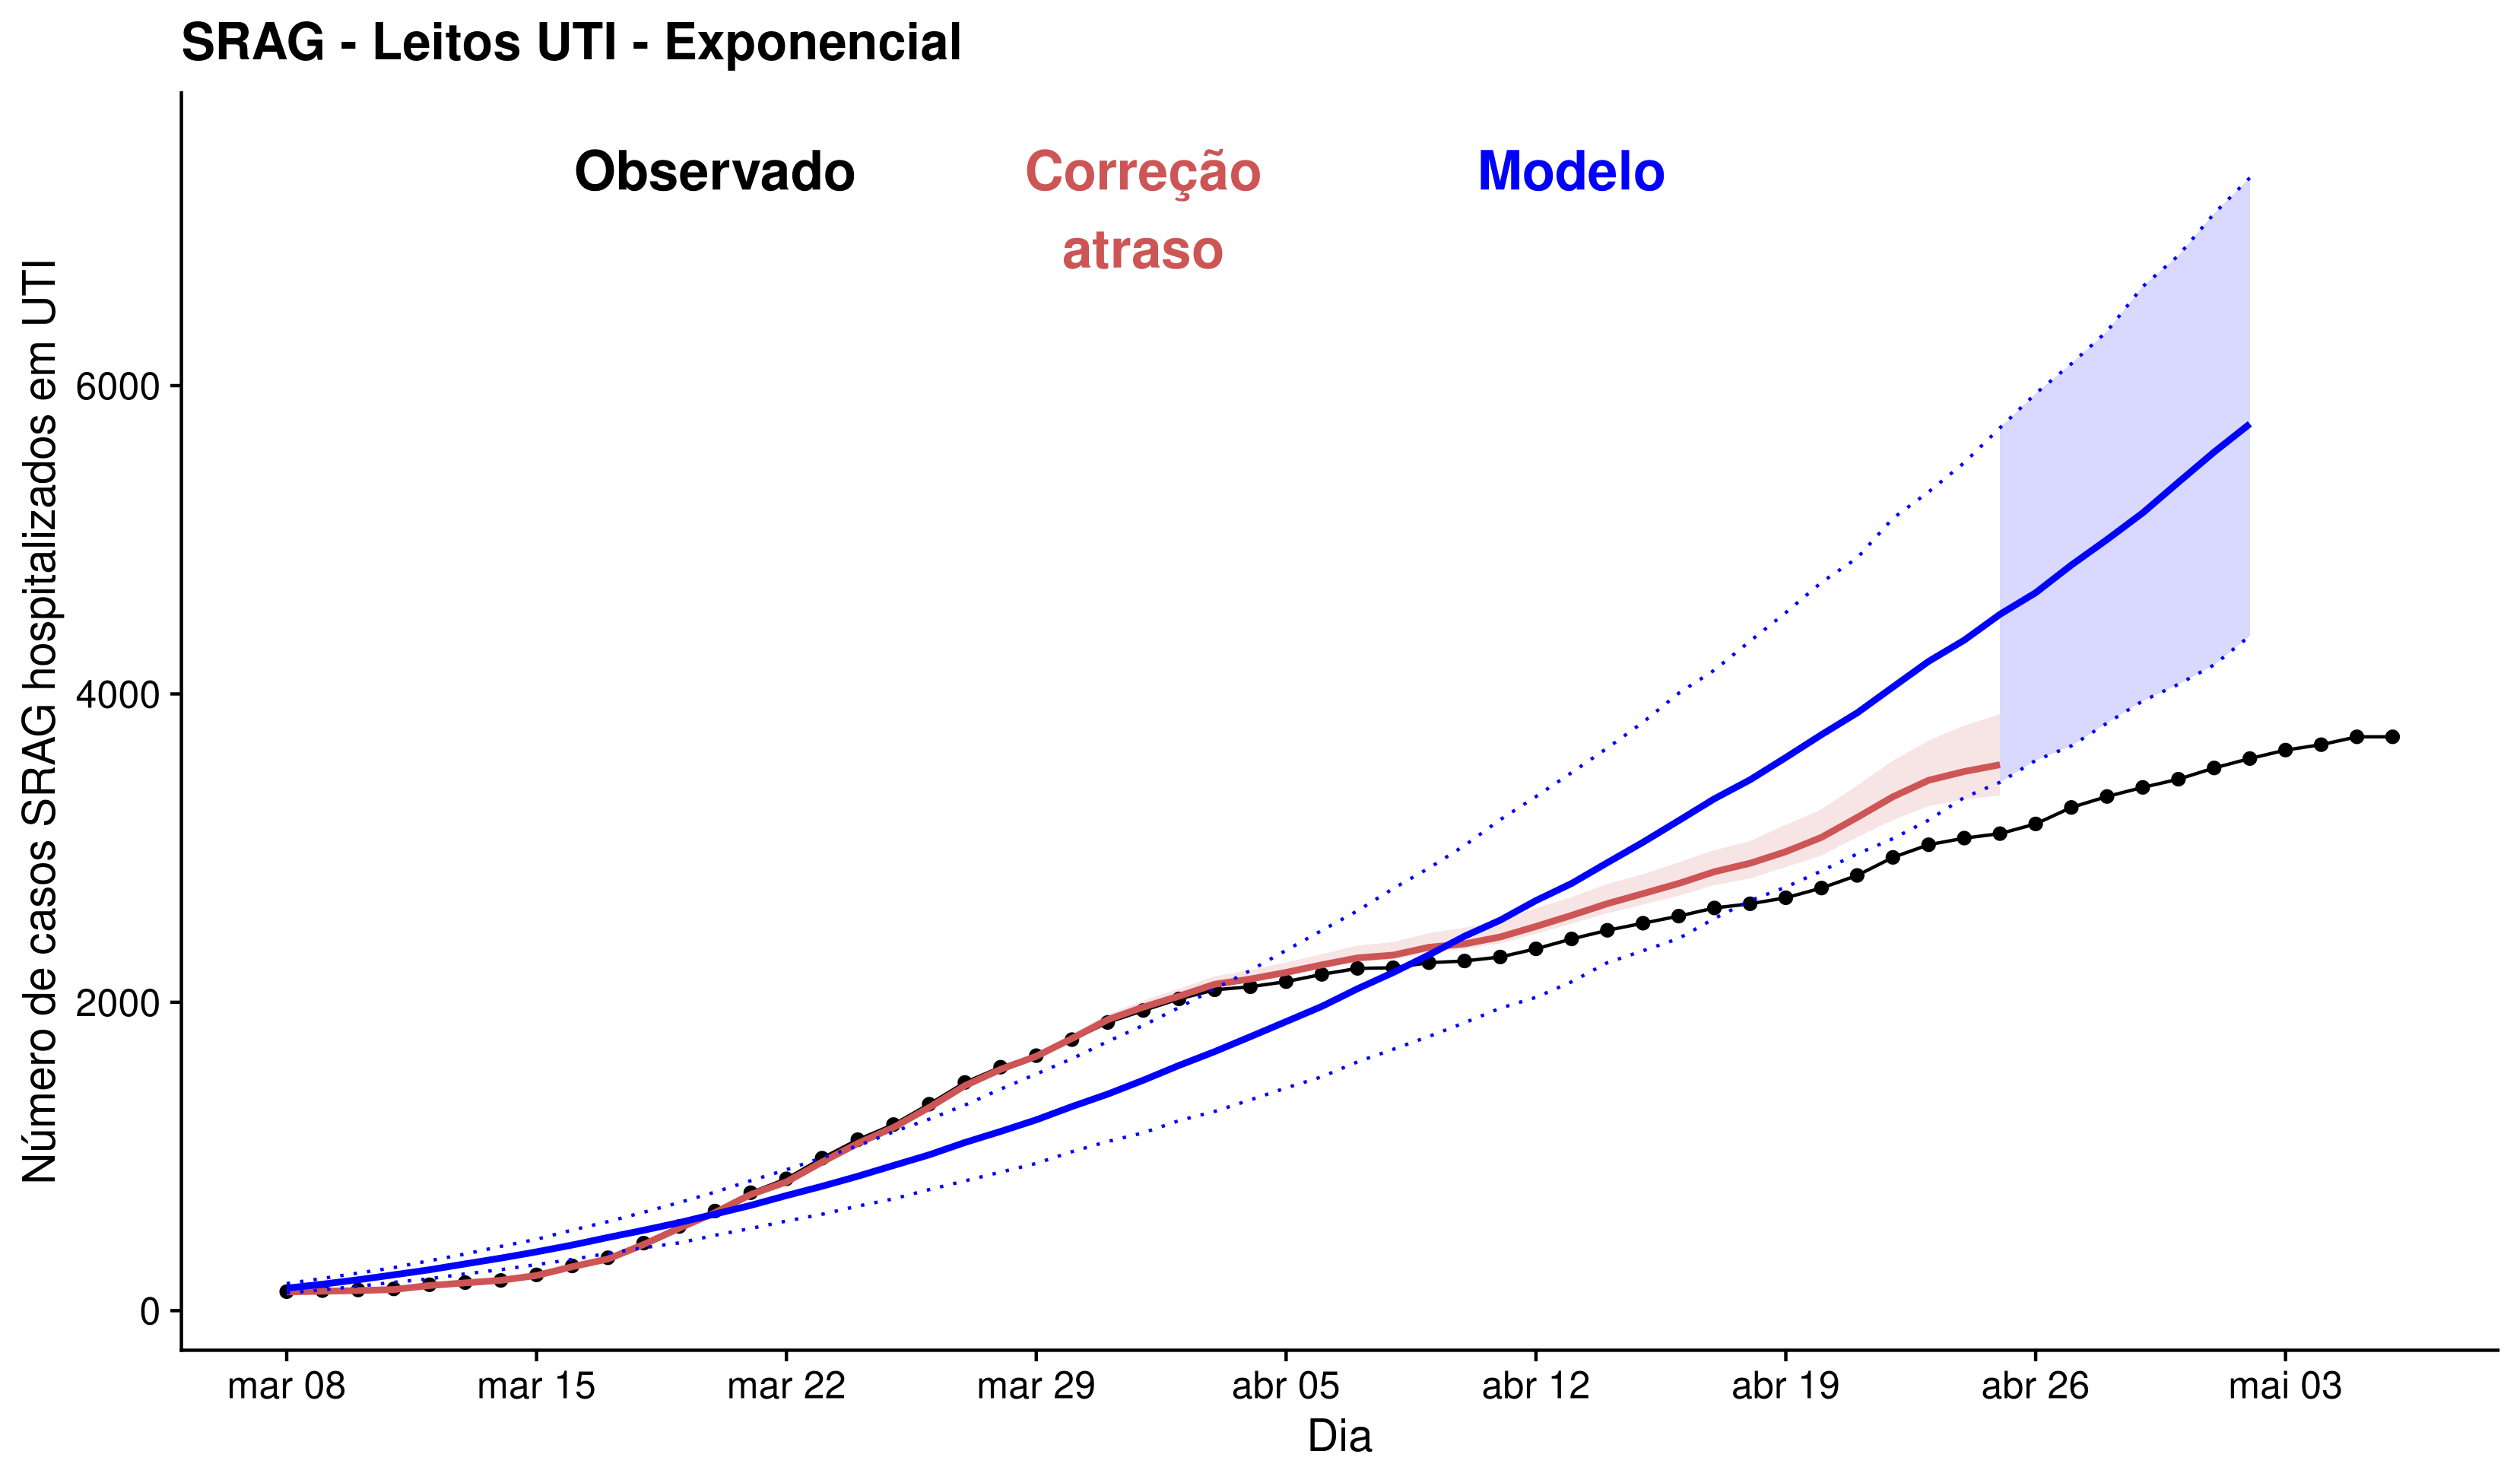 SRAG - Leitos UTI - Exponencial
Observado
Correção
atraso
Modelo
Número de casos SRAG hospitalizados em UTI
6000
4000
2000
0
mar 08
mar 15
mar 22
mar 29
abr 05
abr 12
abr 19
abr 26
mai 03
Dia